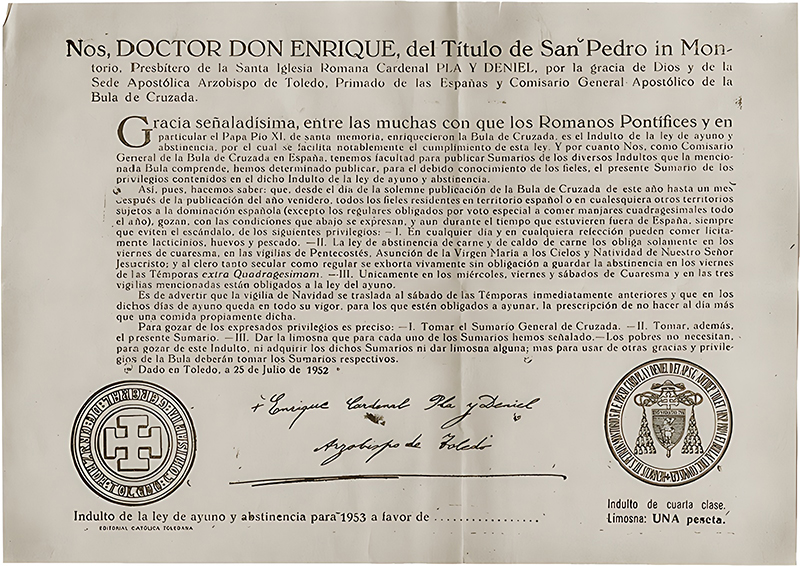 Nos, DOCTOR DON ENRIQUE, del Título de San Pedro in Mon-
torio, Presbítero de la Santa Iglesia Romana Cardenal PLA Y DENIEL, por la gracia de Dios y de la
Sede Apostólica Arzobispo de Toledo, Primado de las Españas y Comisario General Apostólico de la
Bula de Cruzada.
Gracia señaladísima, entre las muchas con que los Romanos Pontífices y en
particular el Papa Pío XI, de santa memoria, enriquecieron la Bula de Cruzada, es el Indulto de la ley de ayuno y
abstinencia, por el cual se facilita notablemente el cumplimiento de esta ley. Y por cuanto Nos, como Comisario
General de la Bula de Cruzada en España, tenemos facultad para publicar Sumarios de los diversos Indultos que la mencio-
nada Bula comprende, hemos determinado publicar, para el debido conocimiento de los fieles, el presente Sumario de los
privilegios contenidos en el dicho Indulto de la ley de ayuno y abstinencia.
Así, pues, hacemos saber: que, desde el día de la solemne publicación de la Bula de Cruzada de este año hasta un mes
después de la publicación del año venidero, todos los fieles residentes en territorio español o en cualesquiera otros territorios
sujetos a la dominación española (excepto los regulares obligados por voto especial a comer manjares cuadragesimales todo
el año), gozan, con las condiciones que abajo se expresan, y aun durante el tiempo que estuvieren fuera de España, siempre
que eviten el escándalo, de los siguientes privilegios: —I. En cualquier día y en cualquiera refección pueden comer lícita-
mente lacticinios, huevos y pescado. —II. La ley de abstinencia de carne y de caldo de carne los obliga solamente en los
viernes de cuaresma, en las vigilias de Pentecostés, Asunción de la Virgen María a los Cielos y Natividad de Nuestro Señor
Jesucristo; y al clero tanto secular como regular se exhorta vivamente sin obligación a guardar la abstinencia en los viernes
de las Témporas extra Quadragesimam. —III. Unicamente en los miércoles, viernes y sábados de Cuaresma y en las tres
vigilias mencionadas están obligados a la ley del ayuno.
Es de advertir que la vigilia de Navidad se traslada al sábado de las Témporas inmediatamente anteriores y que en los
dichos días de ayuno queda en todo su vigor, para los que estén obligados a ayunar, la prescripción de no hacer al día más
que una comida propiamente dicha.
Para gozar de los expresados privilegios es preciso: —I. Tomar el Sumario General de Cruzada. —II. Tomar, además,
el presente Sumario. —III. Dar la limosna que para cada uno de los Sumarios hemos señalado.—Los pobres no necesitan,
para gozar de este Indulto, ni adquirir los dichos Sumarios ni dar limosna alguna; mas para usar de otras gracias y privile-
gios de la Bula deberán tomar los Sumarios respectivos.
Dado en Toledo, a 25 de Julio de 1952
+ Enrique Cardenal Pla y Deniel
Arzobispo de Toledo
Indulto de la ley de ayuno y abstinencia para 1953 a favor de ..................
EDITORIAL CATÓLICA TOLEDANA
Indulto de cuarta clase.
Limosna: UNA peseta.